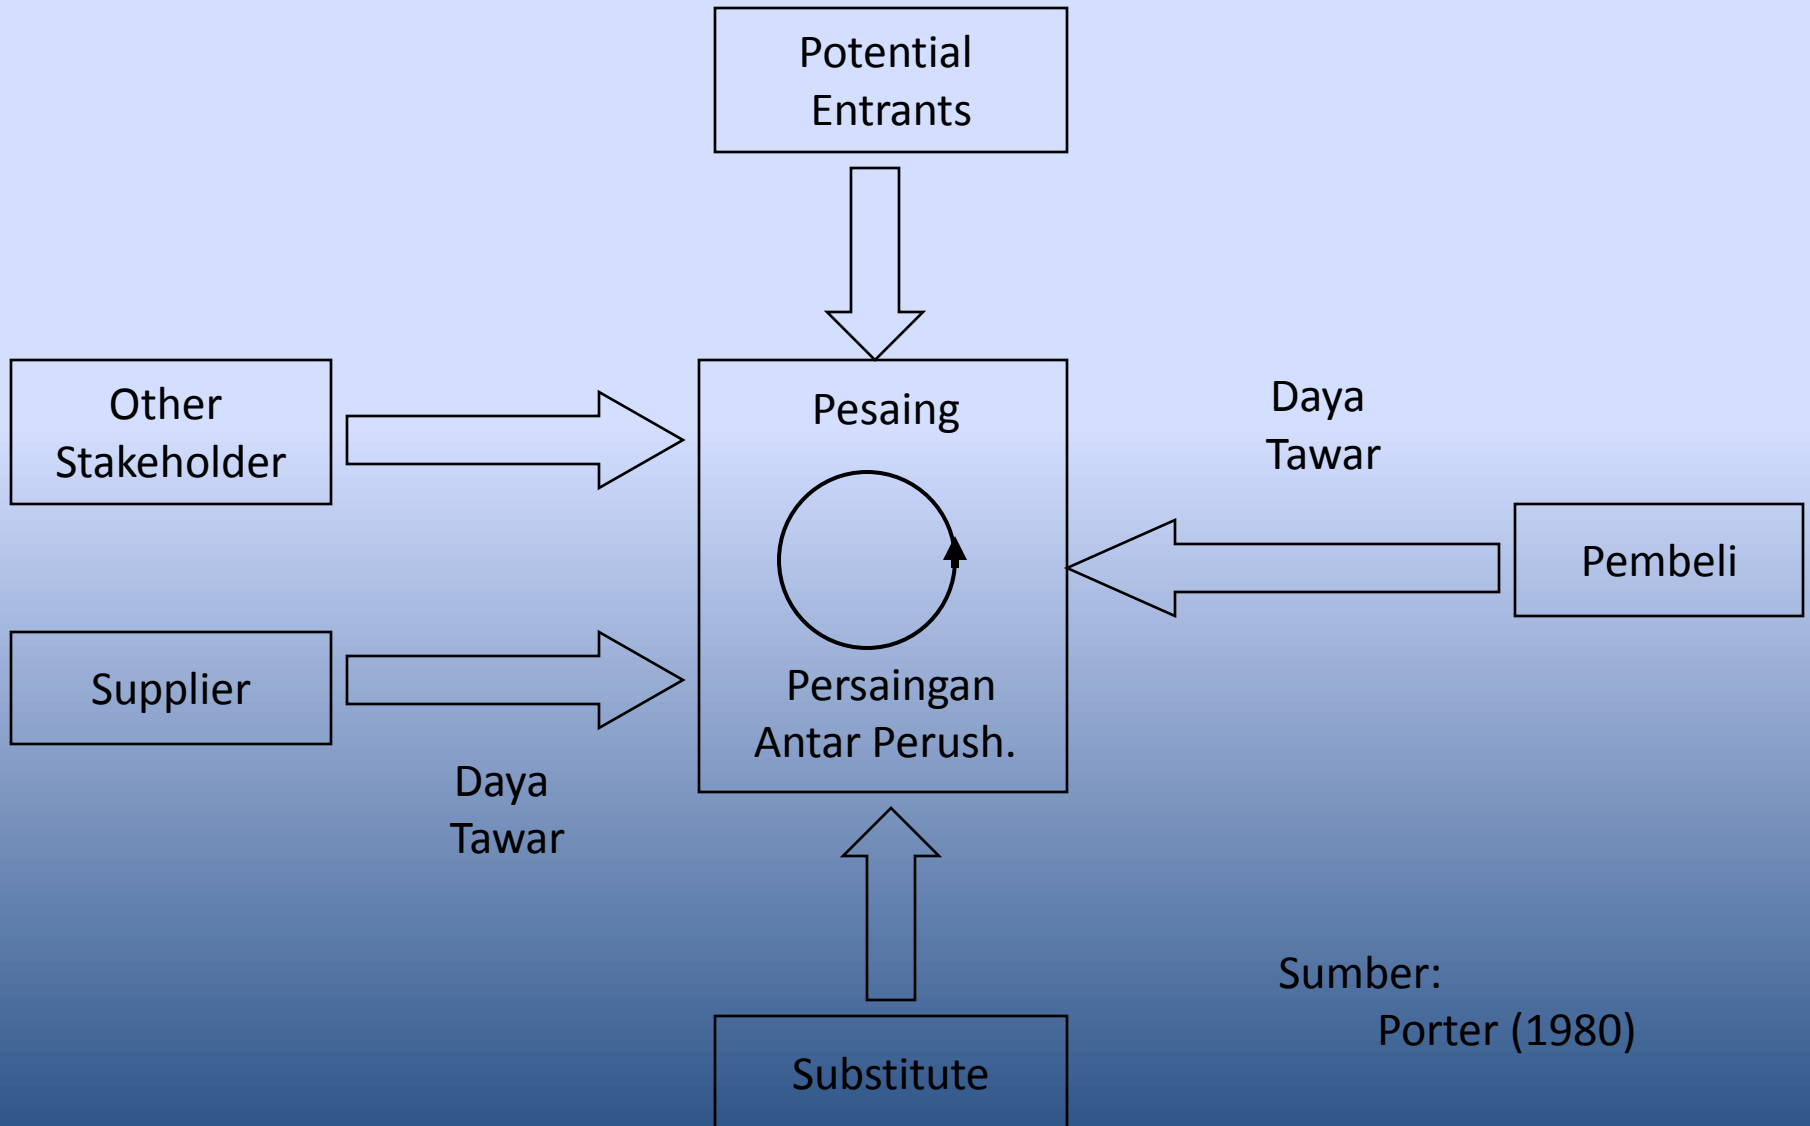 Potential
Entrants
Other
Stakeholder
Pesaing
Daya
Tawar
Pembeli
Supplier
Persaingan
Antar Perush.
Daya
Tawar
Sumber:
Porter (1980)
Substitute